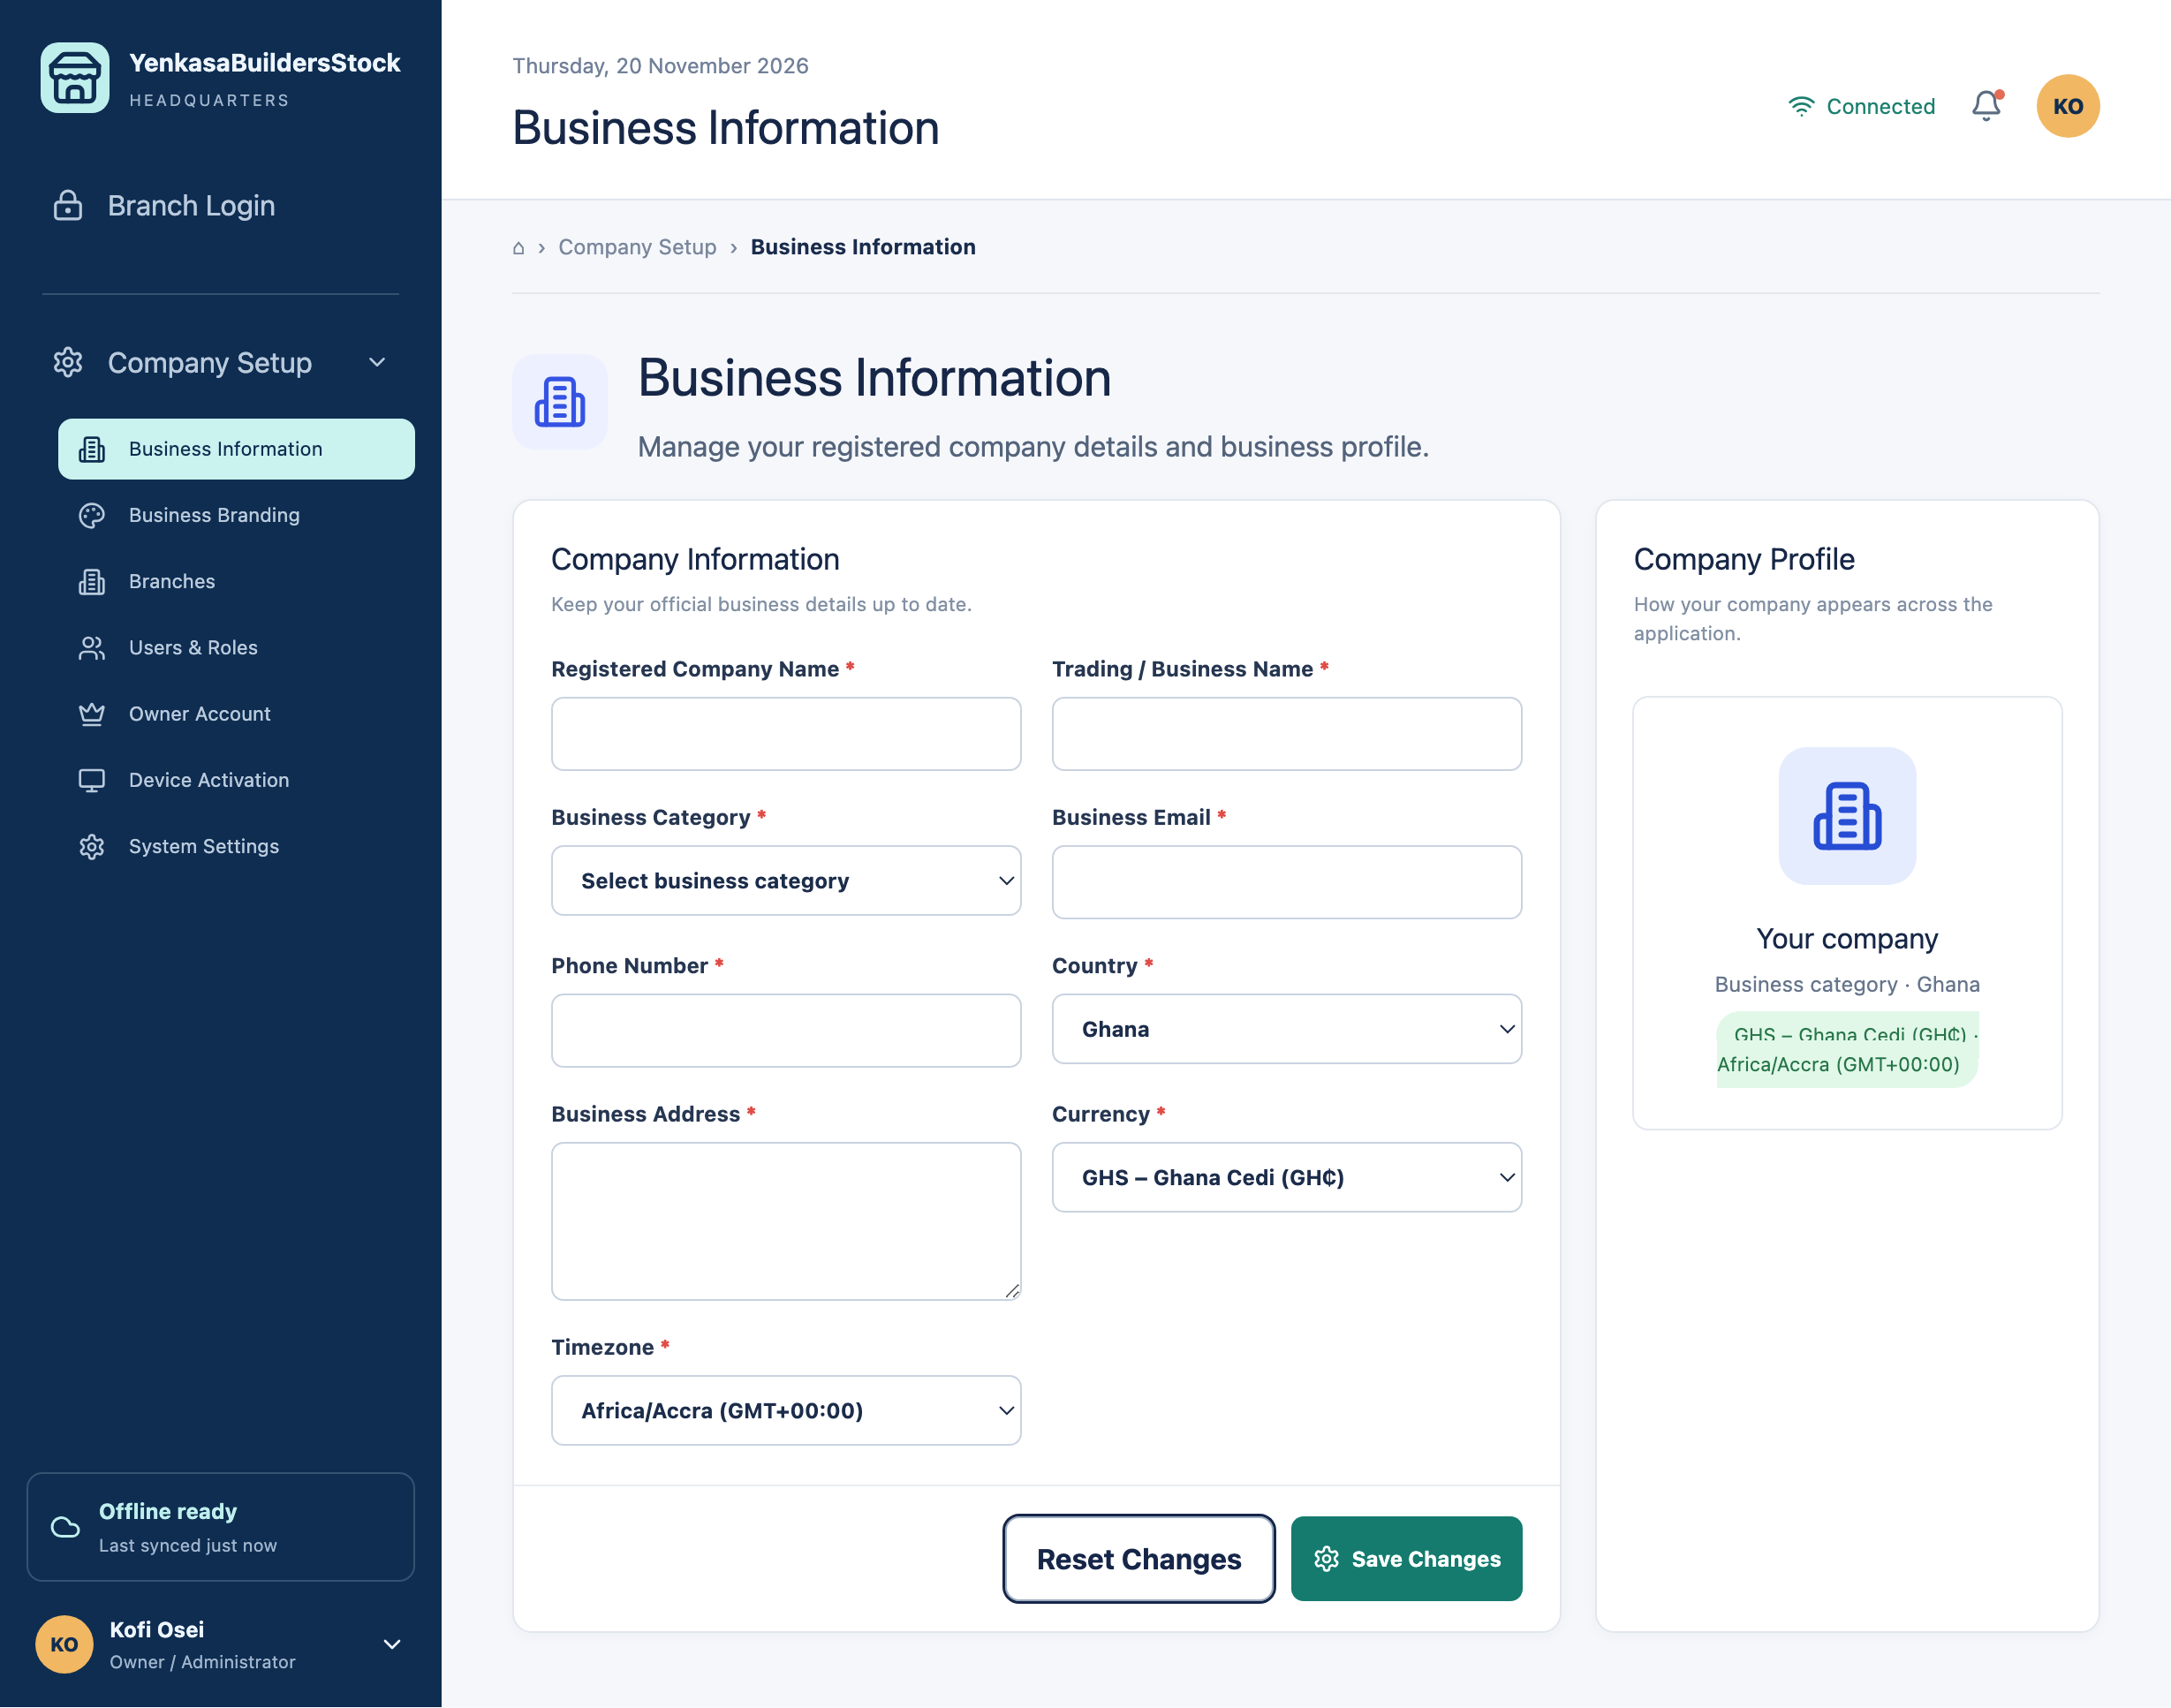 YenkasaBuildersStock
HEADQUARTERS
Branch Login
Company Setup
Business Information
Business Branding
Branches
Users & Roles
Owner Account
Device Activation
System Settings
Offline ready
Last synced just now
KO
Kofi Osei
Owner / Administrator
Thursday, 20 November 2026
Business Information
Connected
KO
Company Setup › Business Information
Business Information
Manage your registered company details and business profile.
Company Information
Keep your official business details up to date.
Registered Company Name *
Trading / Business Name *
Business Category *
Select business category
Business Email *
Phone Number *
Country *
Ghana
Business Address *
Currency *
GHS – Ghana Cedi (GH₵)
Timezone *
Africa/Accra (GMT+00:00)
Reset Changes
Save Changes
Company Profile
How your company appears across the
application.
Your company
Business category · Ghana
GHS – Ghana Cedi (GH₵) ·
Africa/Accra (GMT+00:00)